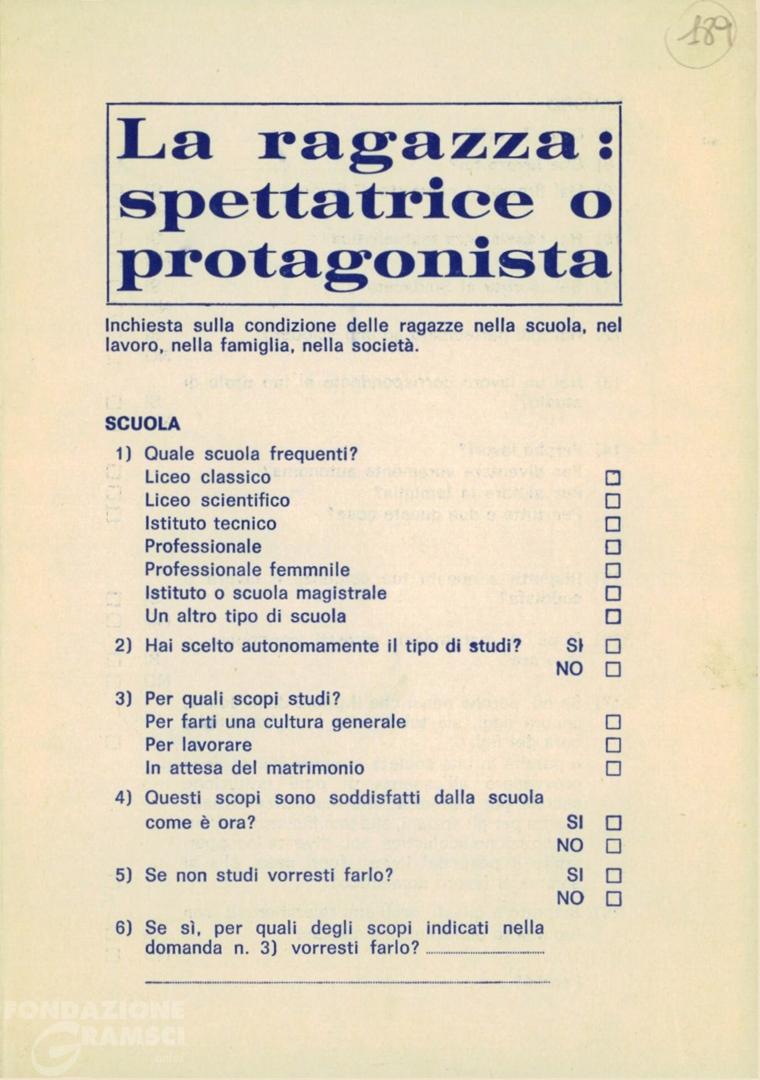 189
La ragazza:
spettatrice o
protagonista
Inchiesta sulla condizione delle ragazze nella scuola, nel
lavoro, nella famiglia, nella società.
SCUOLA
1) Quale scuola frequenti?
Liceo classico
Liceo scientifico
Istituto tecnico
Professionale
Professionale femmnile
Istituto o scuola magistrale
Un altro tipo di scuola
2) Hai scelto autonomamente il tipo di studi? SI
NO
3) Per quali scopi studi?
Per farti una cultura generale
Per lavorare
In attesa del matrimonio
4) Questi scopi sono soddisfatti dalla scuola
come è ora? SI
NO
5) Se non studi vorresti farlo? SI
NO
6) Se sì, per quali degli scopi indicati nella
domanda n. 3) vorresti farlo?
FONDAZIONE
GRAMSCI